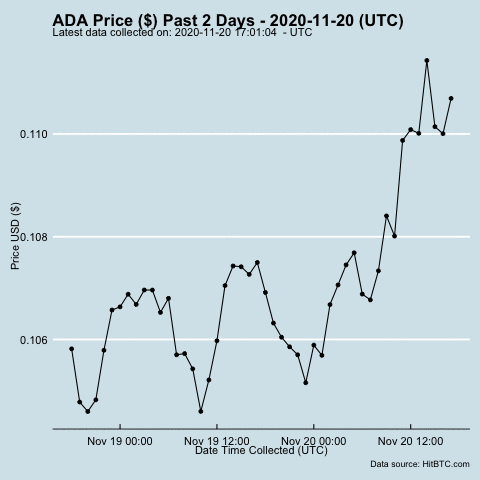 ADA Price ($) Past 2 Days - 2020-11-20 (UTC)
Latest data collected on: 2020-11-20 17:01:04  - UTC
0.110
0.108
0.106
Price USD ($)
Nov 19 00:00 Nov 19 12:00 Nov 20 00:00 Nov 20 12:00
Date Time Collected (UTC)
Data source: HitBTC.com